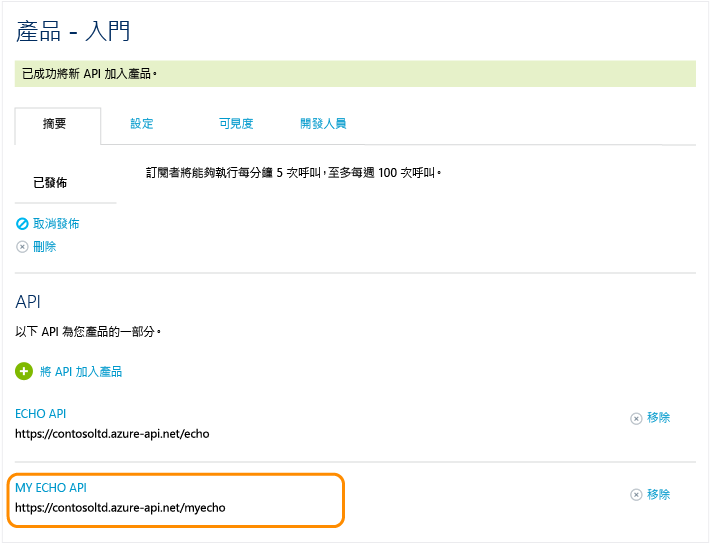 產品 - 入門
已成功將新 API 加入產品。
摘要 設定 可見度 開發人員
已發佈 訂閱者將能夠執行每分鐘 5 次呼叫，至多每週 100 次呼叫。
取消發佈
刪除
API
以下 API 為您產品的一部分。
將 API 加入產品
ECHO API 移除
https://contosoltd.azure-api.net/echo
MY ECHO API 移除
https://contosoltd.azure-api.net/myecho